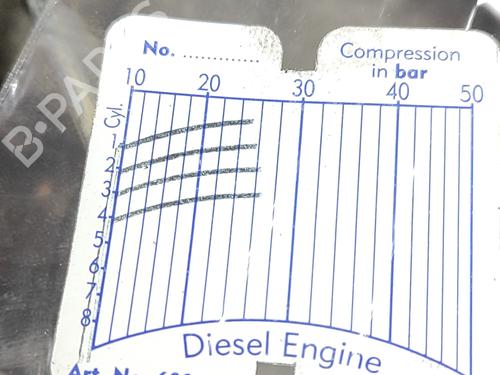 B-PARTS
No. .............
Compression
in bar
10 20 30 40 50
Cyl.
1
2
3
4
5
6
7
8
Diesel Engine
Art. No.